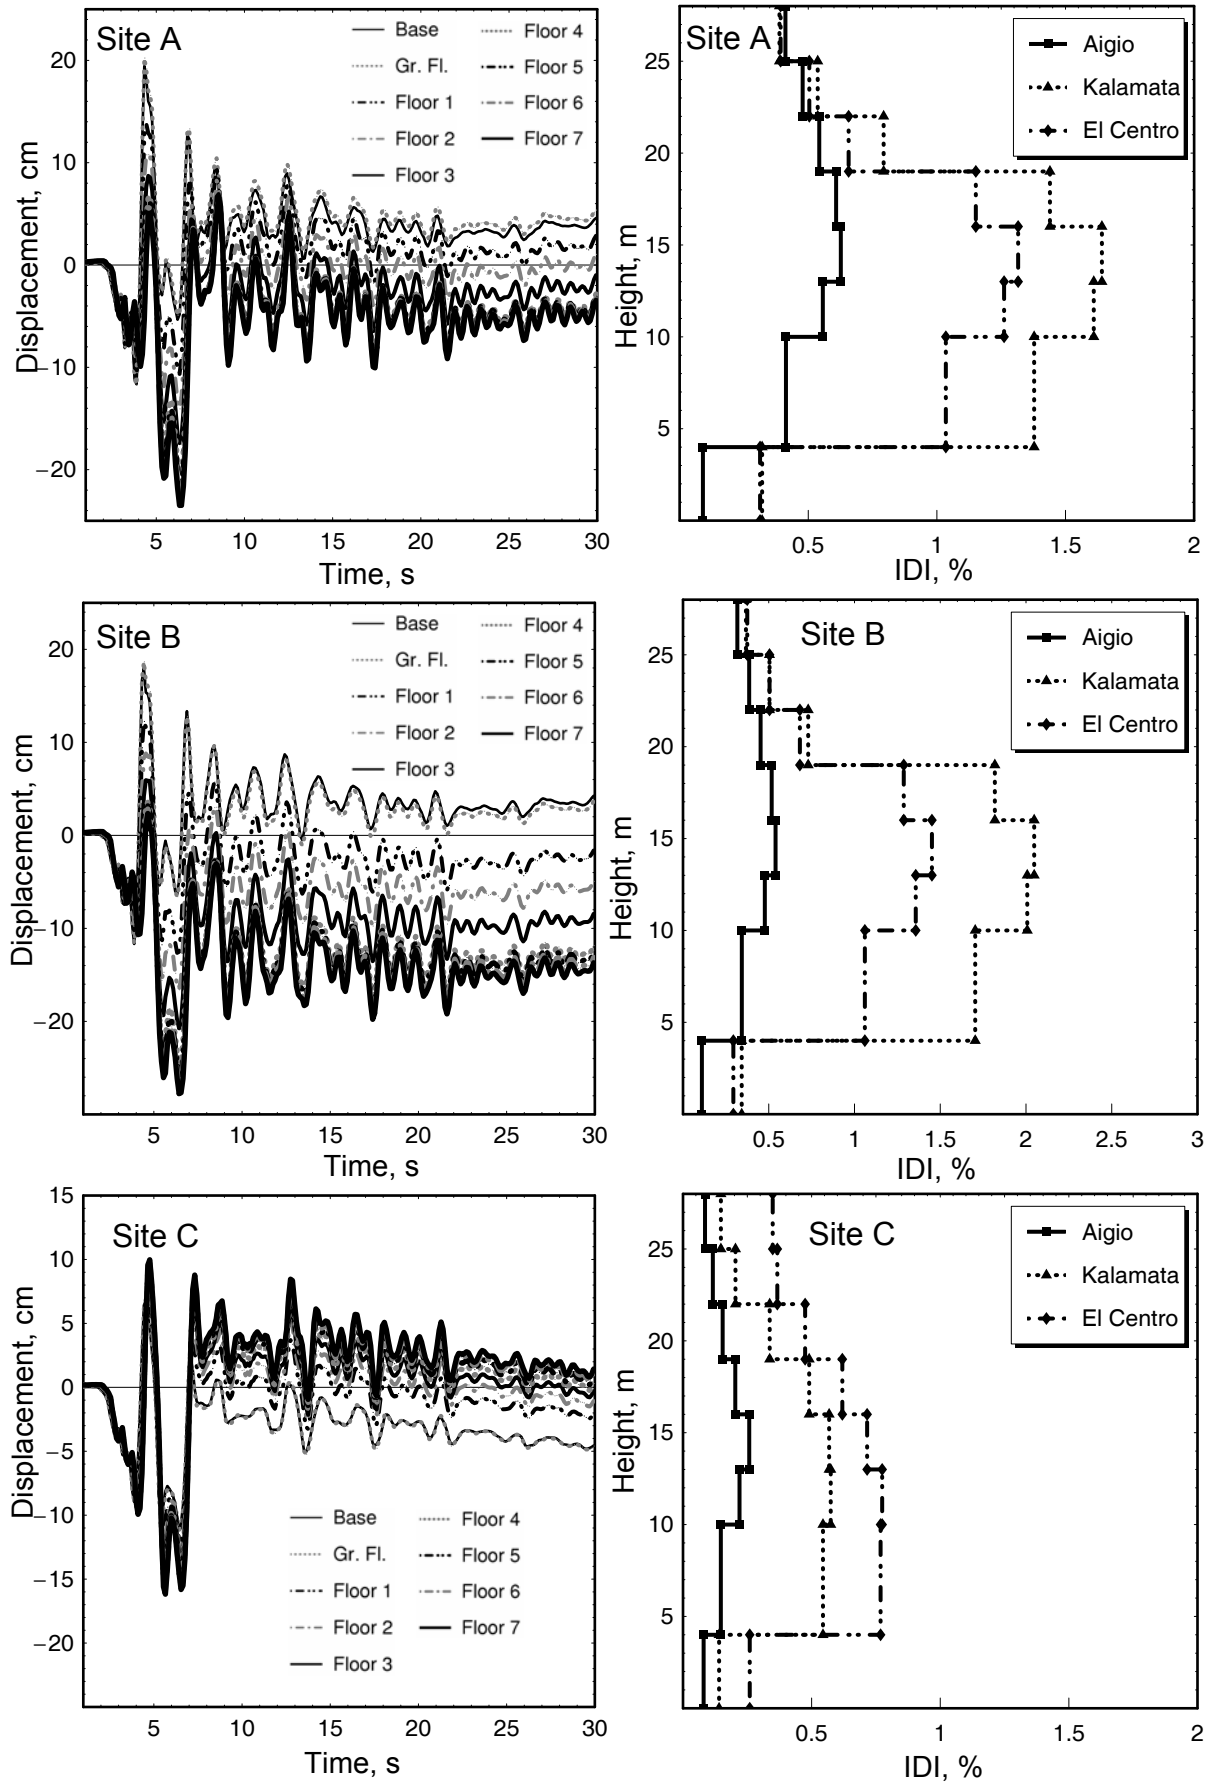 Site A
Base
Gr. Fl.
Floor 1
Floor 2
Floor 3
Floor 4
Floor 5
Floor 6
Floor 7
20
10
0
−10
−20
Displacement, cm
5
10
15
20
25
30
Time, s
Site A
Aigio
Kalamata
El Centro
25
20
15
10
5
Height, m
0.5
1
1.5
2
IDI, %
Site B
Base
Gr. Fl.
Floor 1
Floor 2
Floor 3
Floor 4
Floor 5
Floor 6
Floor 7
20
10
0
−10
−20
Displacement, cm
5
10
15
20
25
30
Time, s
Site B
Aigio
Kalamata
El Centro
25
20
15
10
5
Height, m
0.5
1
1.5
2
2.5
3
IDI, %
Site C
15
10
5
0
−5
−10
−15
−20
Displacement, cm
Base
Gr. Fl.
Floor 1
Floor 2
Floor 3
Floor 4
Floor 5
Floor 6
Floor 7
5
10
15
20
25
30
Time, s
Site C
Aigio
Kalamata
El Centro
25
20
15
10
5
Height, m
0.5
1
1.5
2
IDI, %